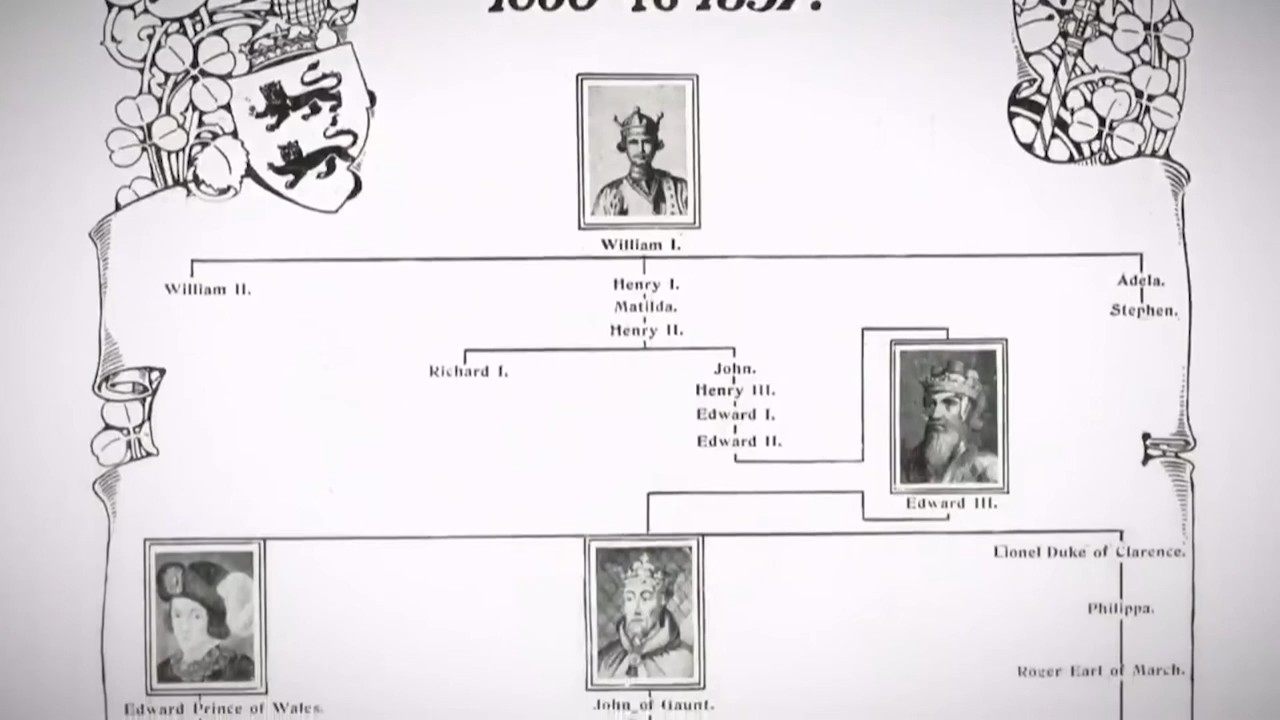 William I.
William II.
Henry I.
Adela.
Matilda.
Stephen.
Henry II.
Richard I.
John.
Henry III.
Edward I.
Edward II.
Edward III.
Lionel Duke of Clarence.
Philippa.
Roger Earl of March.
Edward Prince of Wales.
John of Gaunt.